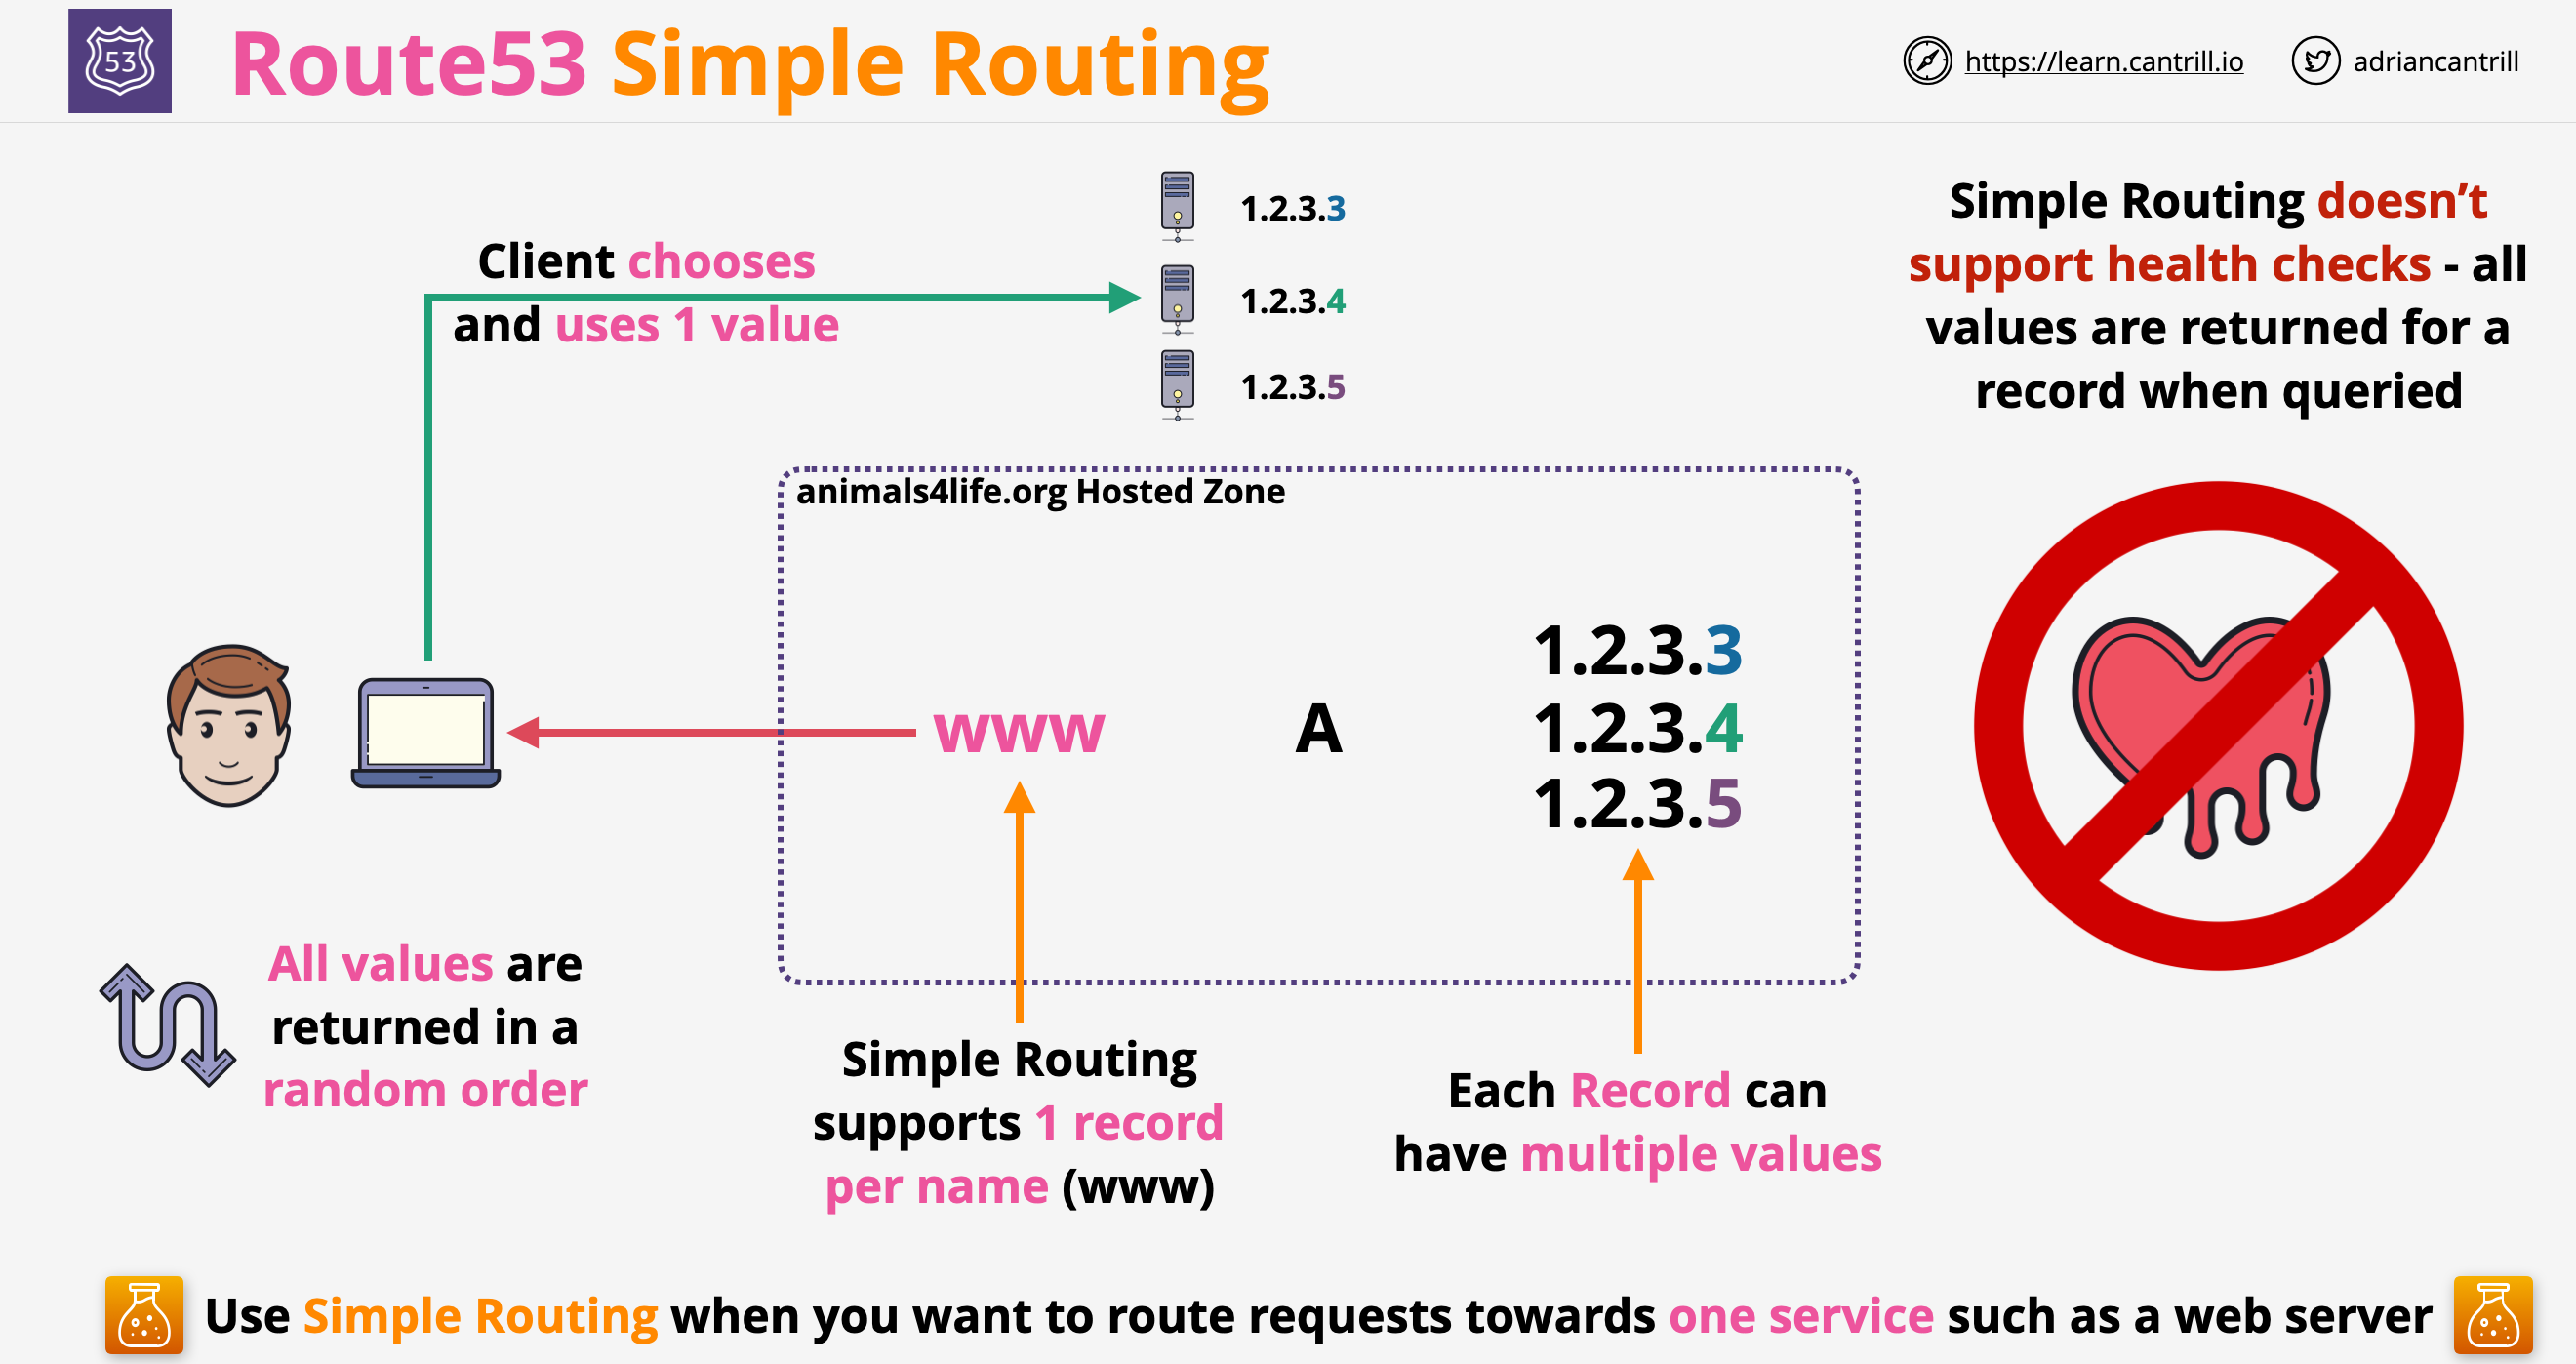 53
Route53 Simple Routing
https://learn.cantrill.io
adriancantrill
1.2.3.3
1.2.3.4
1.2.3.5
Client chooses
and uses 1 value
Simple Routing doesn’t
support health checks - all
values are returned for a
record when queried
animals4life.org Hosted Zone
www
A
1.2.3.3
1.2.3.4
1.2.3.5
All values are
returned in a
random order
Simple Routing
supports 1 record
per name (www)
Each Record can
have multiple values
Use Simple Routing when you want to route requests towards one service such as a web server